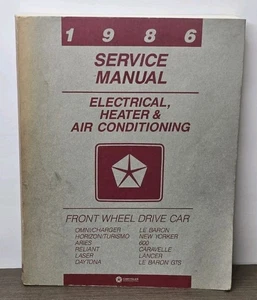 1986
SERVICE
MANUAL
ELECTRICAL,
HEATER &
AIR CONDITIONING
FRONT WHEEL DRIVE CAR
OMNI/CHARGER LE BARON
HORIZON/TURISMO NEW YORKER
ARIES 600
RELIANT CARAVELLE
LASER LANCER
DAYTONA LE BARON GTS
CHRYSLER